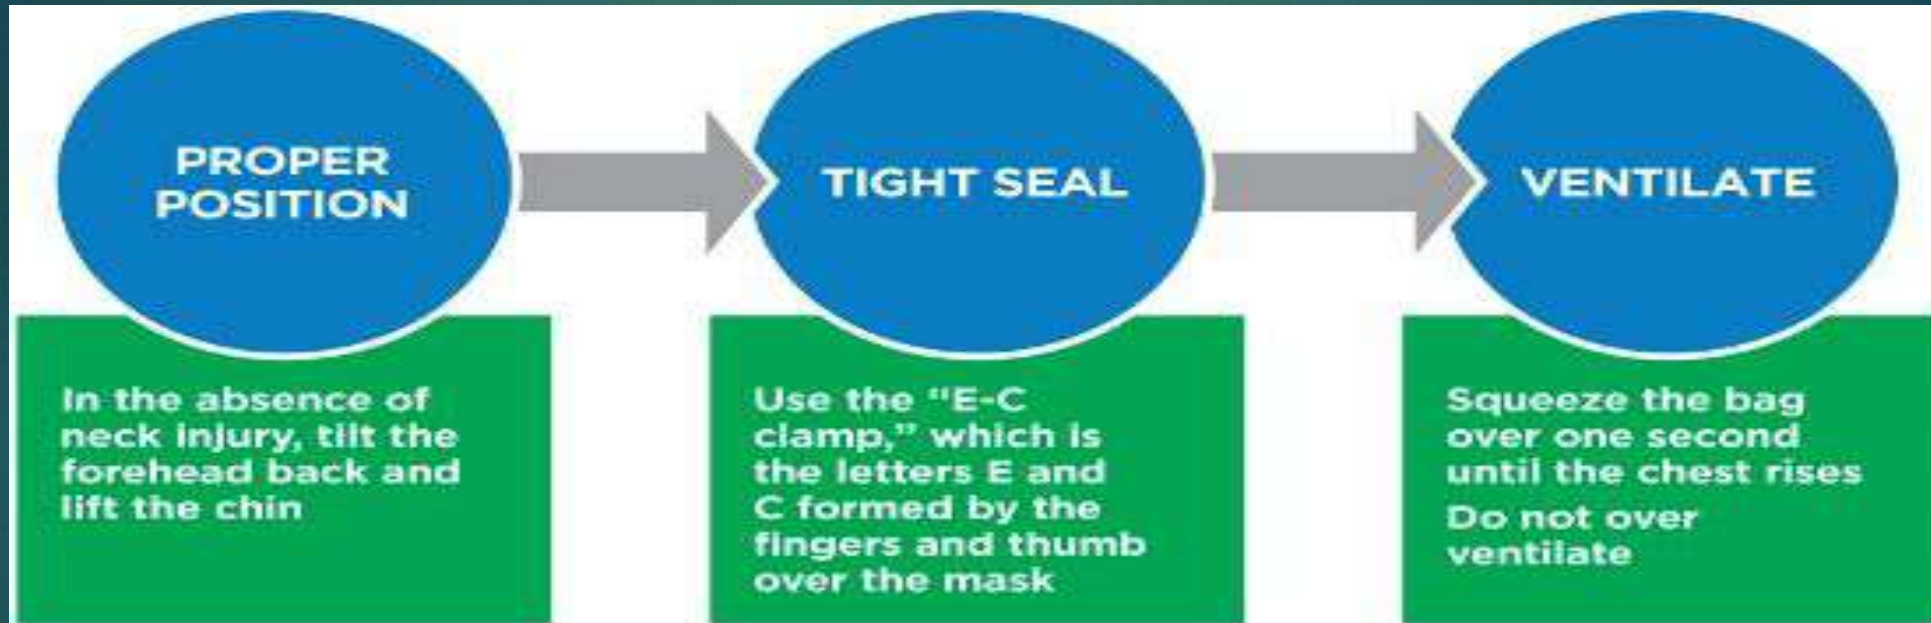 PROPER
POSITION
In the absence of
neck injury, tilt the
forehead back and
lift the chin
TIGHT SEAL
Use the “E-C
clamp,” which is
the letters E and
C formed by the
fingers and thumb
over the mask
VENTILATE
Squeeze the bag
over one second
until the chest rises
Do not over
ventilate